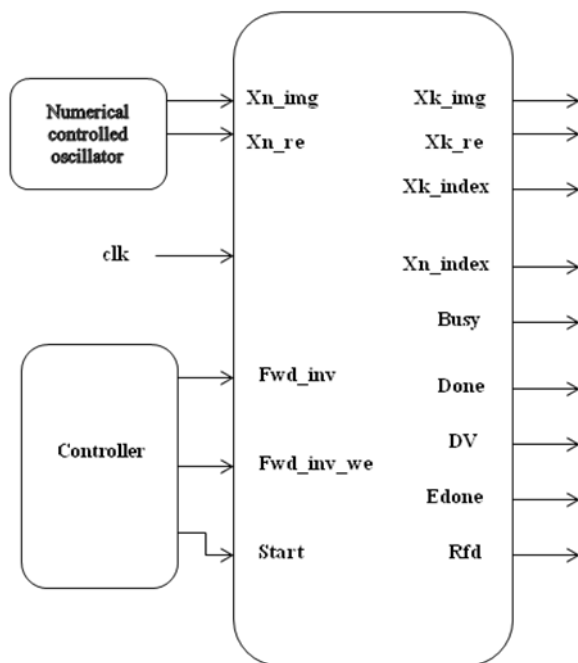 Numerical
controlled
oscillator
clk
Controller
Xn_img
Xn_re
Fwd_inv
Fwd_inv_we
Start
Xk_img
Xk_re
Xk_index
Xn_index
Busy
Done
DV
Edone
Rfd